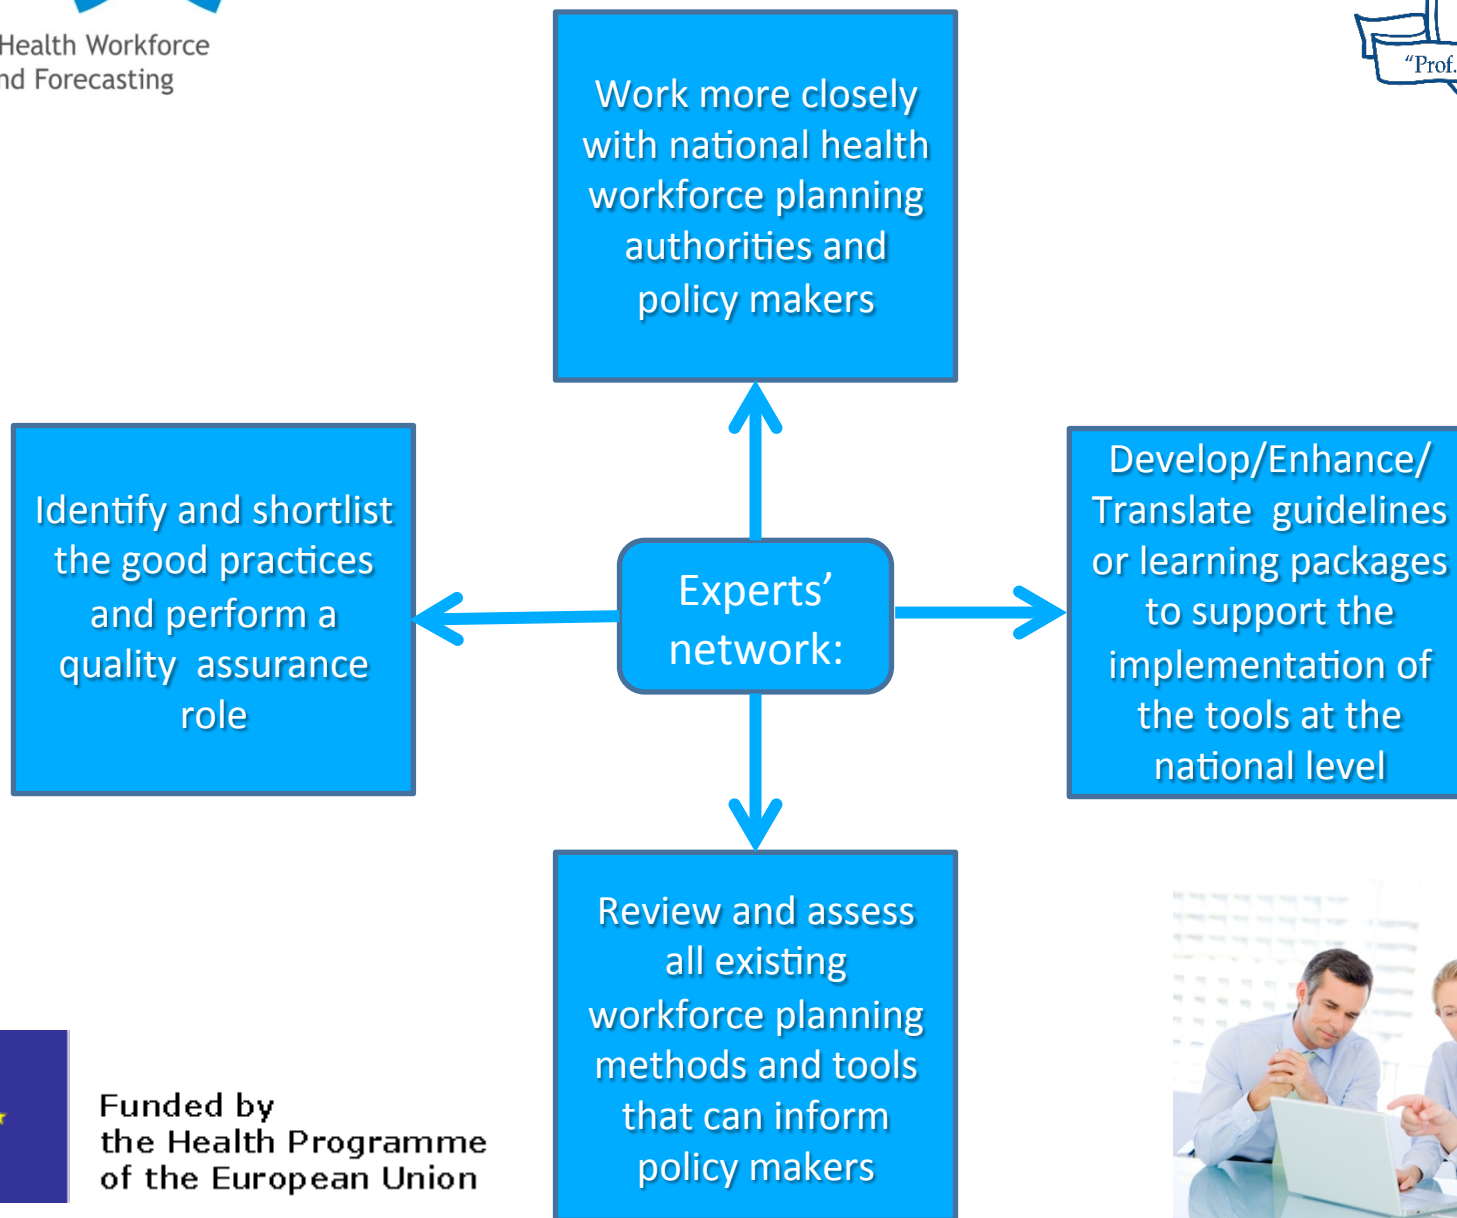 Health Workforce
nd Forecasting
"Prof.
Work more closely
with national health
workforce planning
authorities and
policy makers
Identify and shortlist
the good practices
and perform a
quality  assurance
role
Experts’
network:
Develop/Enhance/
Translate  guidelines
or learning packages
to support the
implementation of
the tools at the
national level
Review and assess
all existing
workforce planning
methods and tools
that can inform
policy makers
Funded by
the Health Programme
of the European Union